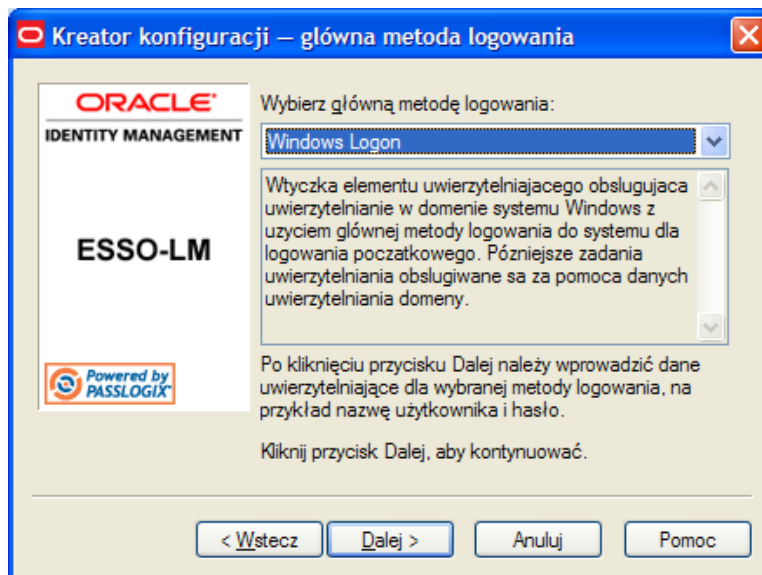 Kreator konfiguracji — główna metoda logowania
ORACLE
IDENTITY MANAGEMENT
ESSO-LM
Powered by
PASSLOGIX
Wybierz główną metodę logowania:
Windows Logon
Wtyczka elementu uwierzytelniajacego obslugujaca
uwierzytelnianie w domenie systemu Windows z
uzyciem głównej metody logowania do systemu dla
logowania poczatkowego. Pózniejsze zadania
uwierzytelniania obslugiwane sa za pomoca danych
uwierzytelniania domeny.
Po kliknięciu przycisku Dalej należy wprowadzić dane
uwierzytelniające dla wybranej metody logowania, na
przykład nazwę użytkownika i hasło.
Kliknij przycisk Dalej, aby kontynuować.
< Wstecz
Dalej >
Anuluj
Pomoc